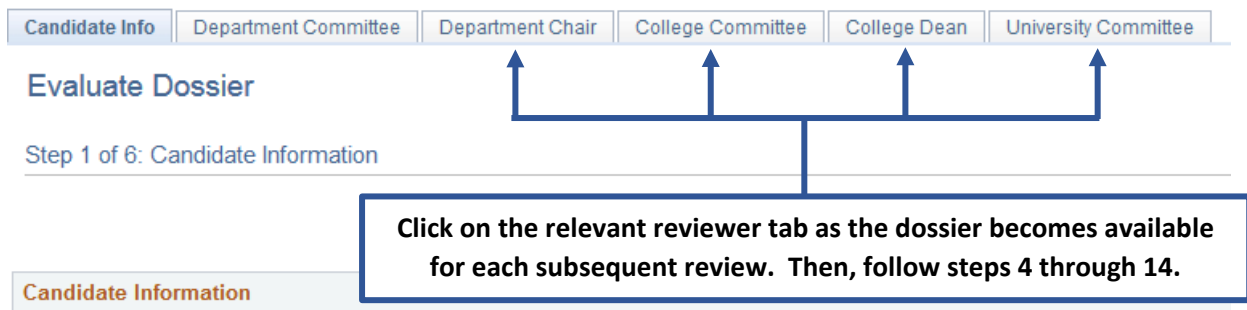 Candidate Info Department Committee Department Chair College Committee College Dean University Committee
Evaluate Dossier
Step 1 of 6: Candidate Information
Click on the relevant reviewer tab as the dossier becomes available
for each subsequent review. Then, follow steps 4 through 14.
Candidate Information